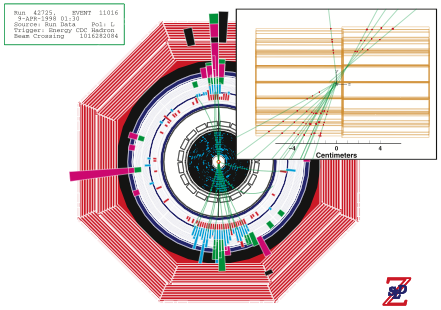 Run 42725, EVENT 11016
9-APR-1998 01:30
Source: Run Data Pol: L
Trigger: Energy CDC Hadron
Beam Crossing 1016282084
-4 0 4
Centimeters
SLD